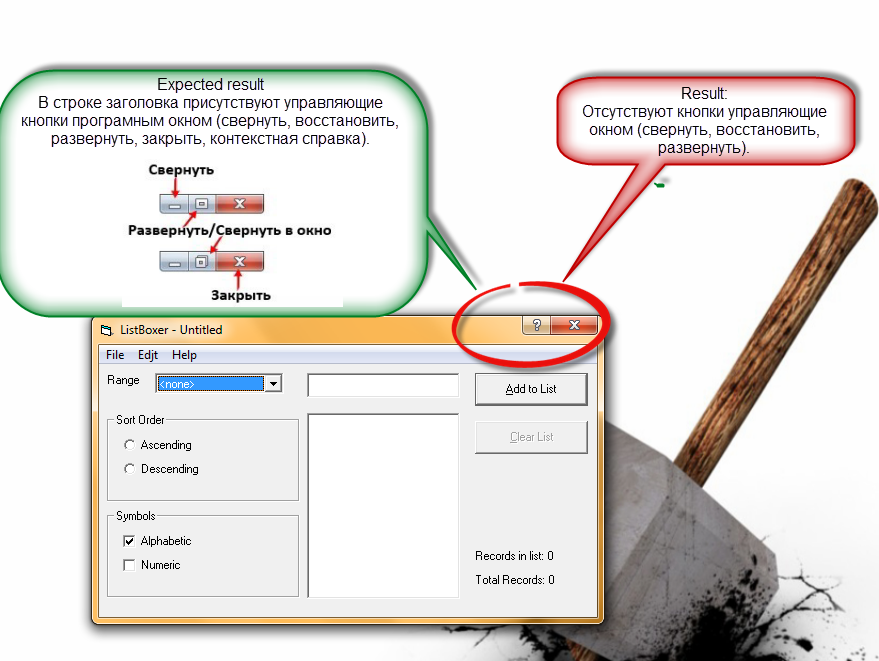 Expected result
В строке заголовка присутствуют управляющие
кнопки програмным окном (свернуть, восстановить,
развернуть, закрыть, контекстная справка).
Свернуть
Развернуть/Свернуть в окно
Закрыть
Result:
Отсутствуют кнопки управляющие
окном (свернуть, восстановить,
развернуть).
ListBoxer - Untitled
?
File Edjt Help
Range
<none>
Add to List
Sort Order
Ascending
Descending
Clear List
Symbols
Alphabetic
Numeric
Records in list: 0
Total Records: 0